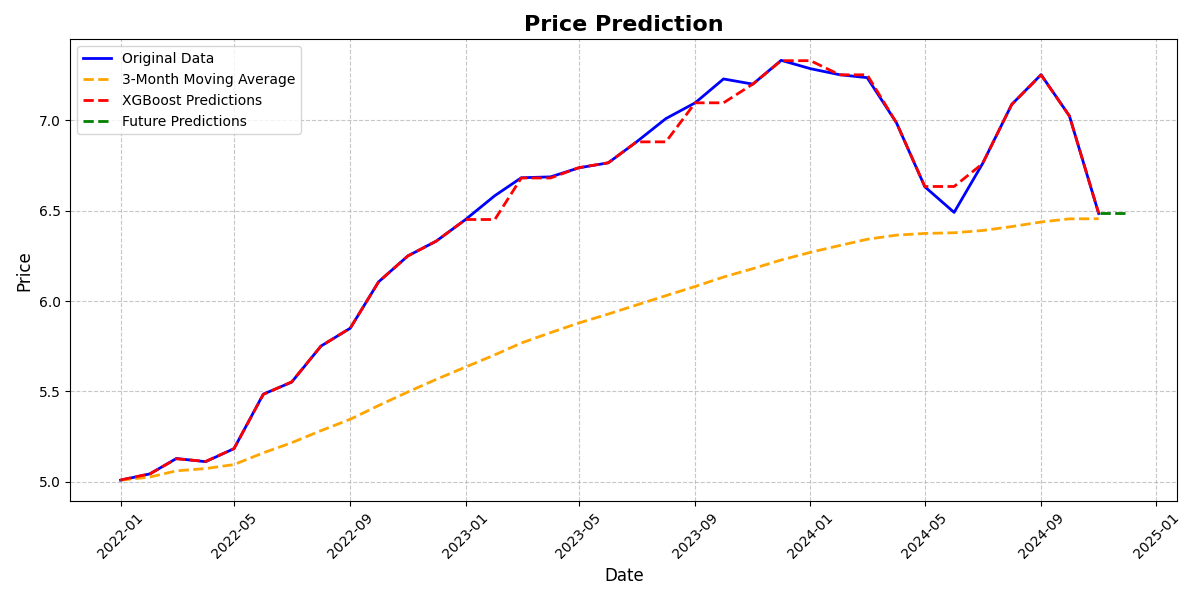 Price Prediction
Original Data
3-Month Moving Average
XGBoost Predictions
Future Predictions
Price
7.0
6.5
6.0
5.5
5.0
2022-01
2022-05
2022-09
2023-01
2023-05
2023-09
2024-01
2024-05
2024-09
2025-01
Date